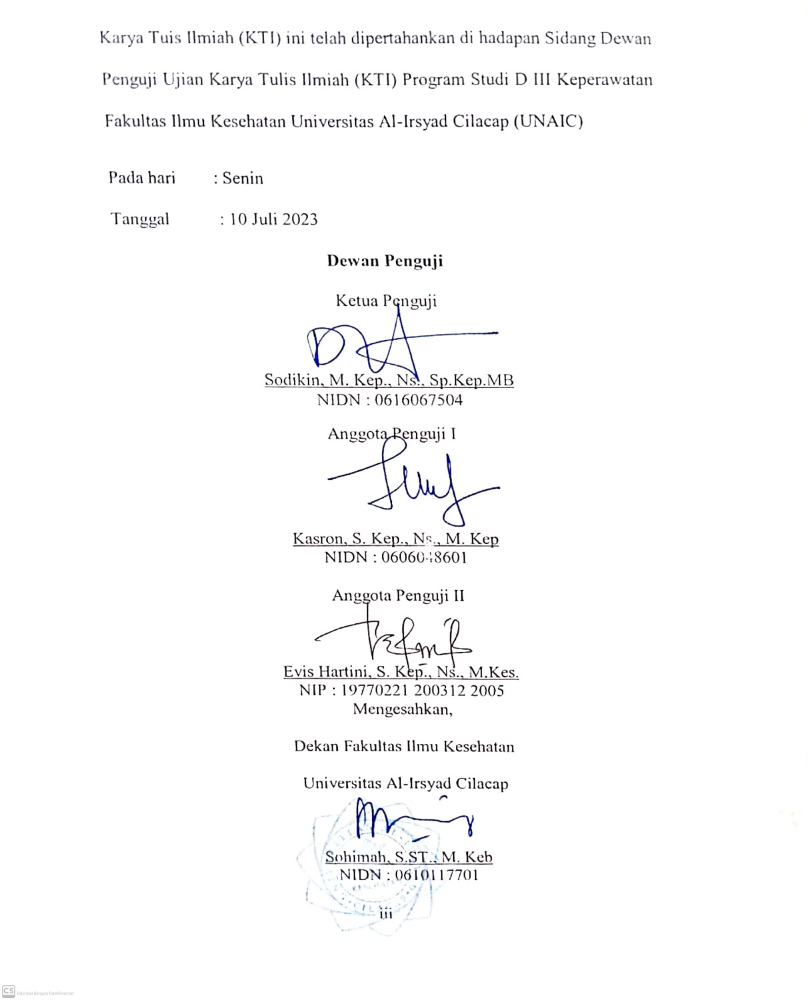 Karya Tuis Ilmiah (KTI) ini telah dipertahankan di hadapan Sidang Dewan
Penguji Ujian Karya Tulis Ilmiah (KTI) Program Studi D III Keperawatan
Fakultas Ilmu Kesehatan Universitas Al-Irsyad Cilacap (UNAIC)
Pada hari : Senin
Tanggal : 10 Juli 2023
Dewan Penguji
Ketua Penguji
Sodikin, M. Kep., Ns., Sp.Kep.MB
NIDN : 0616067504
Anggota Penguji I
Kasron, S. Kep., Ns., M. Kep
NIDN : 0606048601
Anggota Penguji II
Evis Hartini, S. Kep., Ns., M.Kes.
NIP : 19770221 200312 2005
Mengesahkan,
Dekan Fakultas Ilmu Kesehatan
Universitas Al-Irsyad Cilacap
Sohimah, S.ST., M. Keb
NIDN : 0610117701
iii
CS Dipindai dengan CamScanner